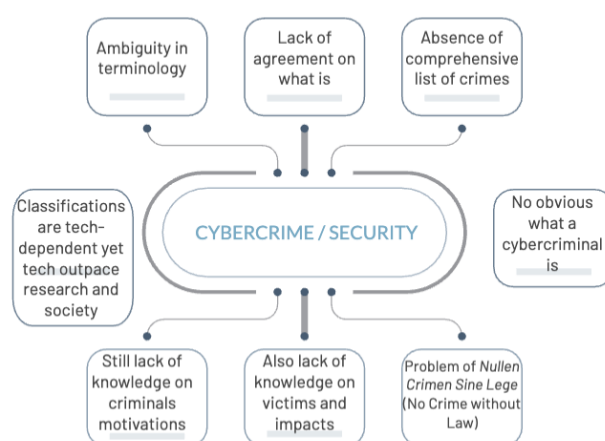 Ambiguity in
terminology
Lack of
agreement on
what is
Absence of
comprehensive
list of crimes
Classifications
are tech-
dependent yet
tech outpace
research and
society
CYBERCRIME / SECURITY
No obvious
what a
cybercriminal
is
Still lack of
knowledge on
criminals
motivations
Also lack of
knowledge on
victims and
impacts
Problem of Nullen
Crimen Sine Lege
(No Crime without
Law)